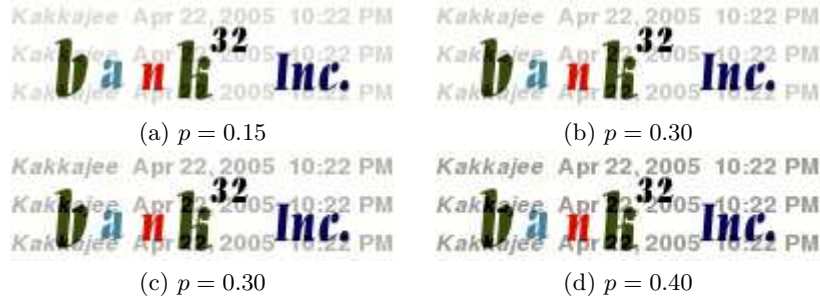 Kakkajee Apr 22, 2005 10:22 PM
Kakkajee Apr 22, 2005 10:22 PM
bank32 Inc.
Kakkajee Apr 22, 2005 10:22 PM
(a) p = 0.15
Kakkajee Apr 22, 2005 10:22 PM
Kakkajee Apr 22, 2005 10:22 PM
bank32 Inc.
Kakkajee Apr 22, 2005 10:22 PM
(b) p = 0.30
Kakkajee Apr 22, 2005 10:22 PM
Kakkajee Apr 22, 2005 10:22 PM
bank32 Inc.
Kakkajee Apr 22, 2005 10:22 PM
(c) p = 0.30
Kakkajee Apr 22, 2005 10:22 PM
Kakkajee Apr 22, 2005 10:22 PM
bank32 Inc.
Kakkajee Apr 22, 2005 10:22 PM
(d) p = 0.40